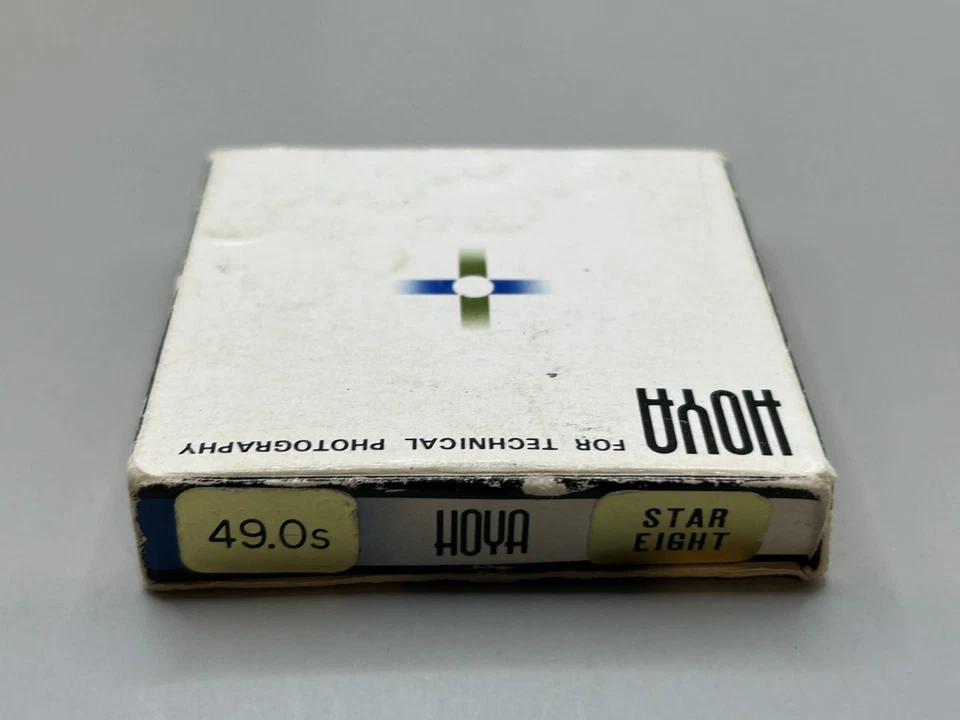 HOYA FOR TECHNICAL PHOTOGRAPHY
49.0s
HOYA
STAR
EIGHT